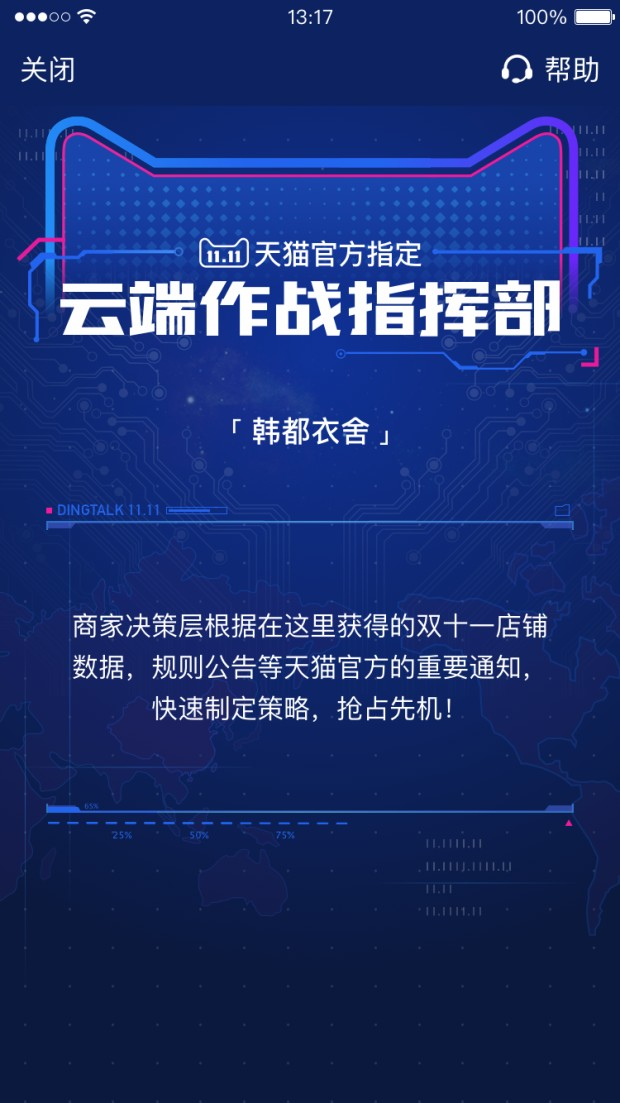 13:17
100%
关闭
帮助
11.11 天猫官方指定
云端作战指挥部
「 韩都衣舍 」
DINGTALK 11.11
商家决策层根据在这里获得的双十一店铺
数据，规则公告等天猫官方的重要通知，
快速制定策略，抢占先机！
65%
25% 50% 75%